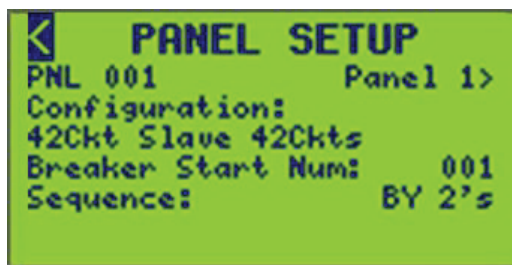 < PANEL SETUP
PNL 001 Panel 1>
Configuration:
42Ckt Slave 42Ckts
Breaker Start Num: 001
Sequence: BY 2's